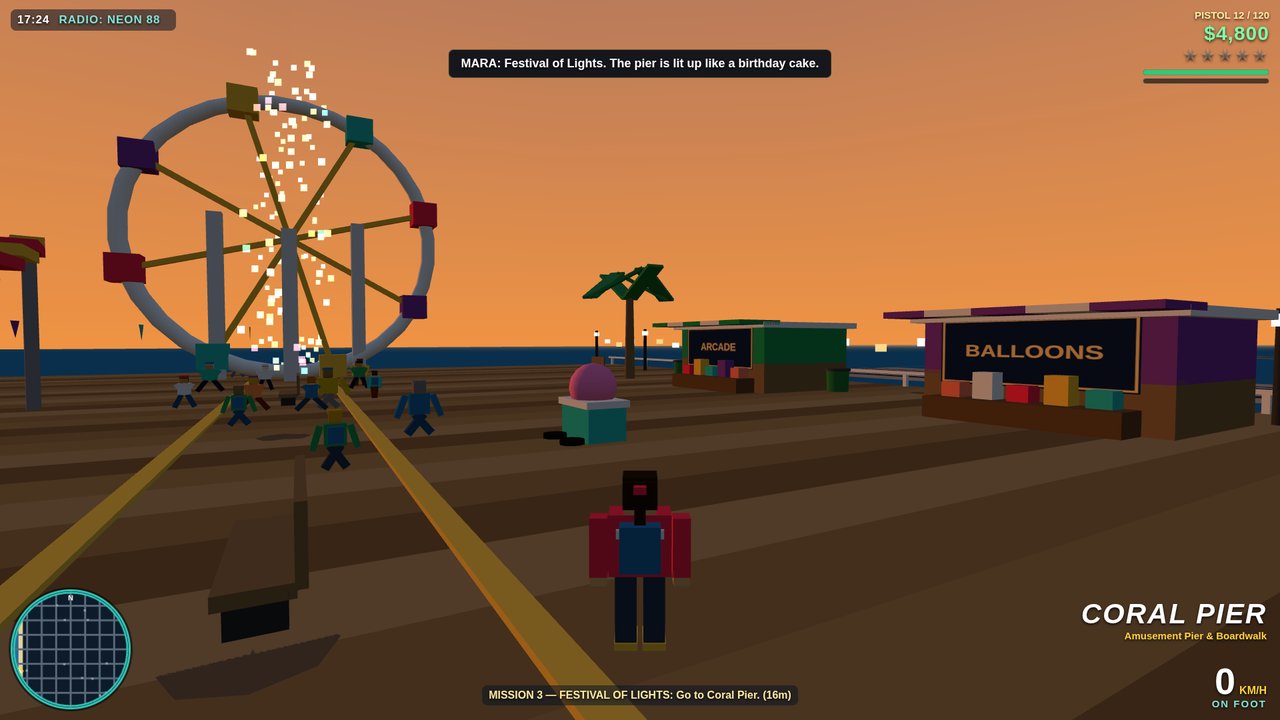 17:24 RADIO: NEON 88
PISTOL 12 / 120
$4,800
MARA: Festival of Lights. The pier is lit up like a birthday cake.
ARCADE
BALLOONS
N
CORAL PIER
Amusement Pier & Boardwalk
0 KM/H
ON FOOT
MISSION 3 — FESTIVAL OF LIGHTS: Go to Coral Pier. (16m)